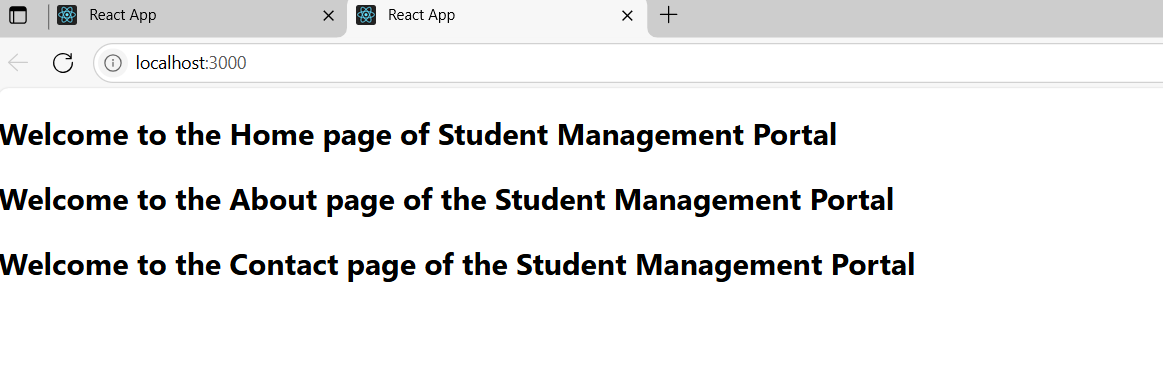 React App
React App
localhost:3000
Welcome to the Home page of Student Management Portal
Welcome to the About page of the Student Management Portal
Welcome to the Contact page of the Student Management Portal